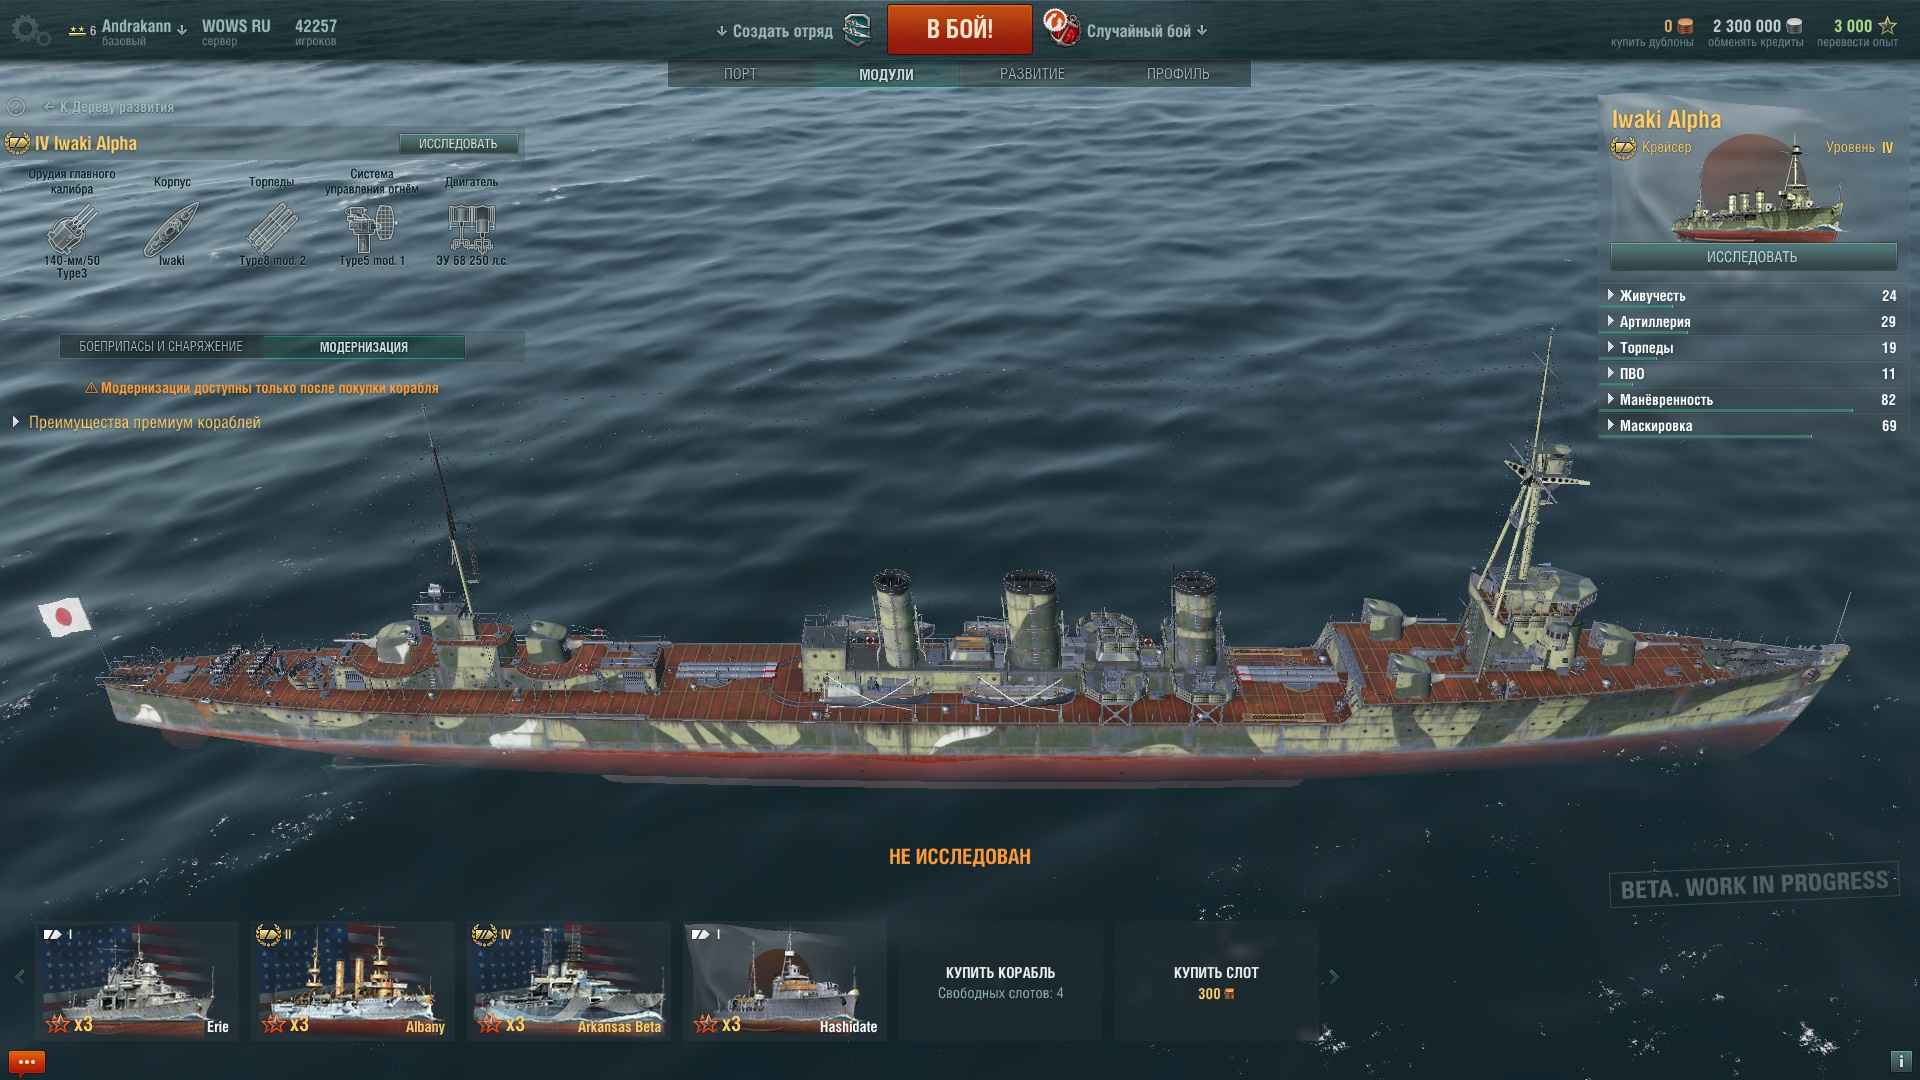 6 Andrakann
базовый
WOWS RU
сервер
42257
игроков
Создать отряд
В БОЙ!
Случайный бой
0
купить дублоны
2 300 000
обменять кредиты
3 000
перевести опыт
ПОРТ
МОДУЛИ
РАЗВИТИЕ
ПРОФИЛЬ
? ← К Дереву развития
IV Iwaki Alpha
ИССЛЕДОВАТЬ
Орудия главного
калибра
Корпус
Торпеды
Система
управления огнём
Двигатель
140-мм/50
Type3
Iwaki
Type8 mod. 2
Type5 mod. 1
ЭУ 68 250 л.с.
БОЕПРИПАСЫ И СНАРЯЖЕНИЕ
МОДЕРНИЗАЦИЯ
Модернизации доступны только после покупки корабля
Преимущества премиум кораблей
Iwaki Alpha
Крейсер
Уровень IV
ИССЛЕДОВАТЬ
Живучесть 24
Артиллерия 29
Торпеды 19
ПВО 11
Манёвренность 82
Маскировка 69
НЕ ИССЛЕДОВАН
BETA. WORK IN PROGRESS
I
x3
Erie
II
x3
Albany
IV
x3
Arkansas Beta
I
x3
Hashidate
КУПИТЬ КОРАБЛЬ
Свободных слотов: 4
КУПИТЬ СЛОТ
300
i